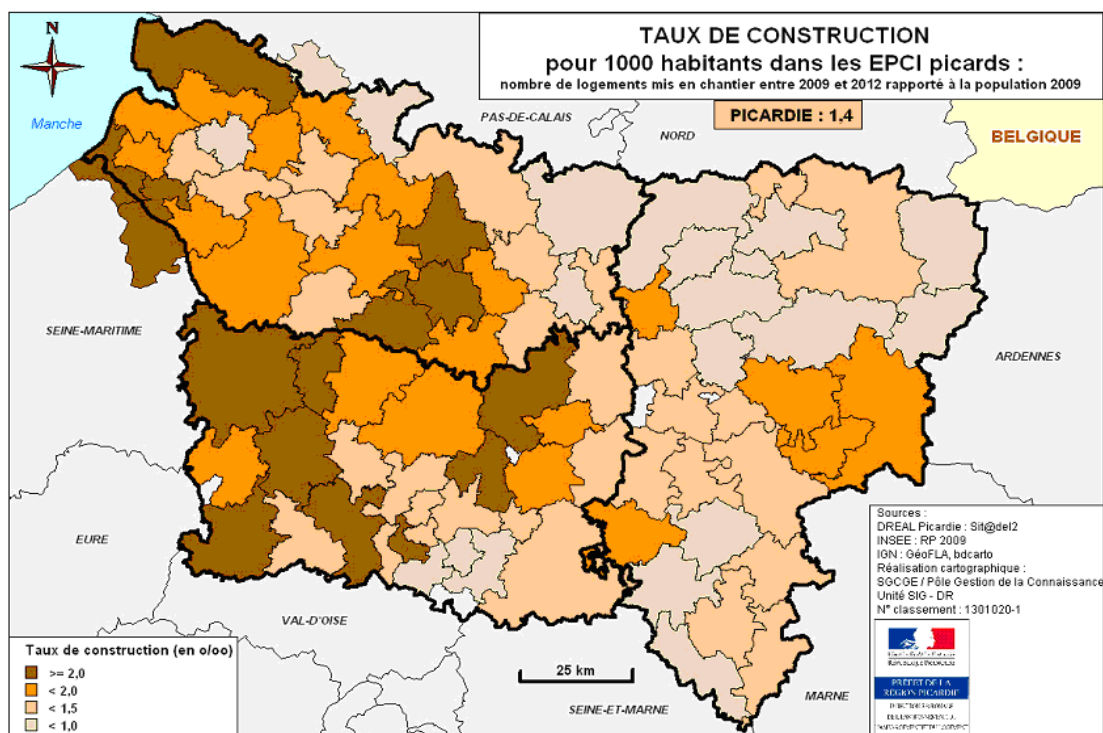 TAUX DE CONSTRUCTION
pour 1000 habitants dans les EPCI picards :
nombre de logements mis en chantier entre 2009 et 2012 rapporté à la population 2009
N
PAS-DE-CALAIS
NORD
PICARDIE : 1,4
Manche
BELGIQUE
SEINE-MARITIME
ARDENNES
EURE
VAL-D'OISE
SEINE-ET-MARNE
MARNE
25 km
Sources :
DREAL Picardie : Sit@del2
INSEE : RP 2009
IGN : GéoFLA, bdcarto
Réalisation cartographique :
SGCGE / Pôle Gestion de la Connaissance
Unité SIG - DR
N° classement : 1301020-1
PRÉFET DE LA
RÉGION PICARDIE
Taux de construction (en o/oo)
>= 2,0
< 2,0
< 1,5
< 1,0